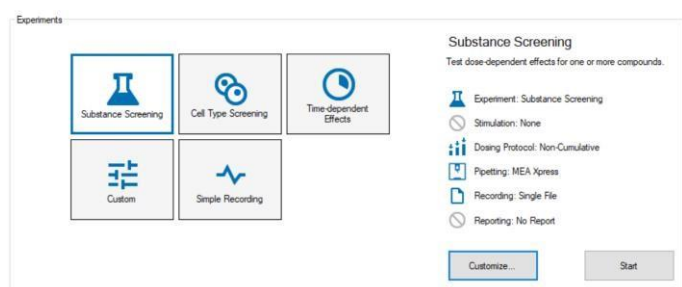 Experiments
Substance Screening
Cell Type Screening
Time-dependent
Effects
Custom
Simple Recording
Substance Screening
Test dose-dependent effects for one or more compounds.
Experiment: Substance Screening
Stimulation: None
Dosing Protocol: Non-Cumulative
Pipetting: MEA Xpress
Recording: Single File
Reporting: No Report
Customize...
Start